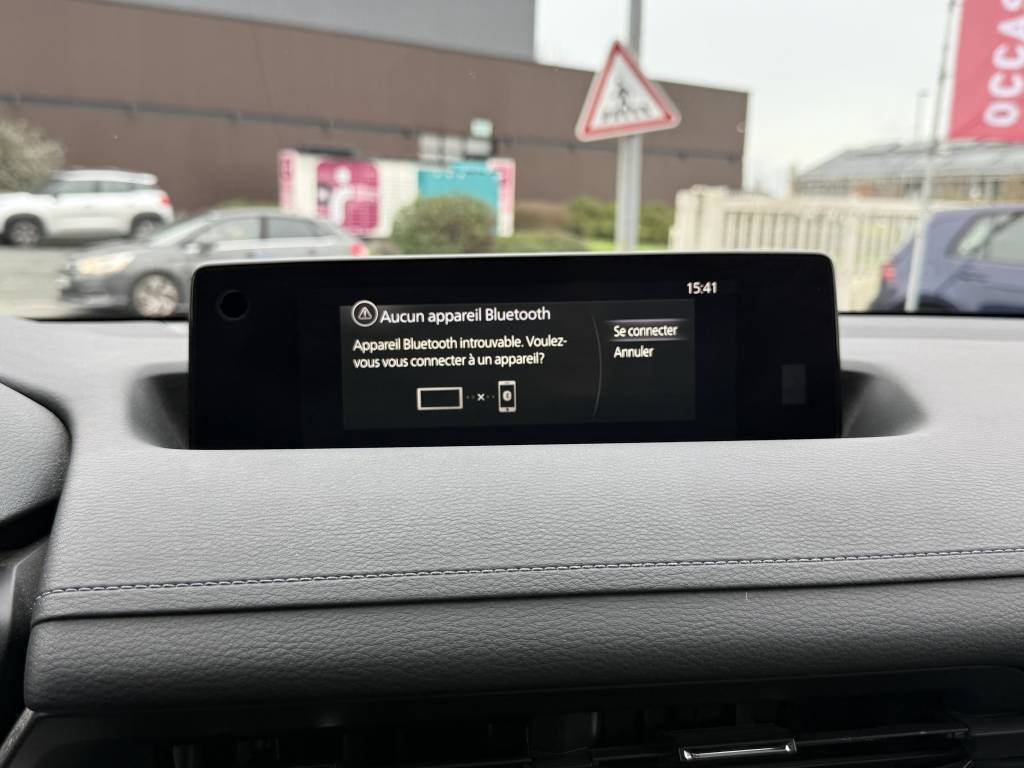 OCCAS
15:41
Aucun appareil Bluetooth
Appareil Bluetooth introuvable. Voulez-
vous vous connecter à un appareil?
Se connecter
Annuler